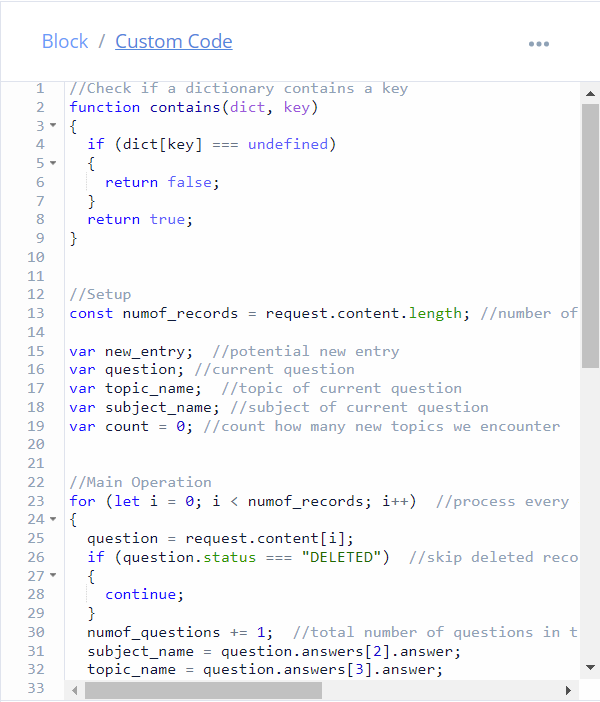 Block / Custom Code
•••
1 //Check if a dictionary contains a key
2 function contains(dict, key)
3 {
4   if (dict[key] === undefined)
5   {
6     return false;
7   }
8   return true;
9 }
10
11
12 //Setup
13 const numof_records = request.content.length; //number of
14
15 var new_entry;  //potential new entry
16 var question; //current question
17 var topic_name;  //topic of current question
18 var subject_name; //subject of current question
19 var count = 0; //count how many new topics we encounter
20
21
22 //Main Operation
23 for (let i = 0; i < numof_records; i++)  //process every
24 {
25   question = request.content[i];
26   if (question.status === "DELETED")  //skip deleted reco
27   {
28     continue;
29   }
30   numof_questions += 1;  //total number of questions in t
31   subject_name = question.answers[2].answer;
32   topic_name = question.answers[3].answer;
33